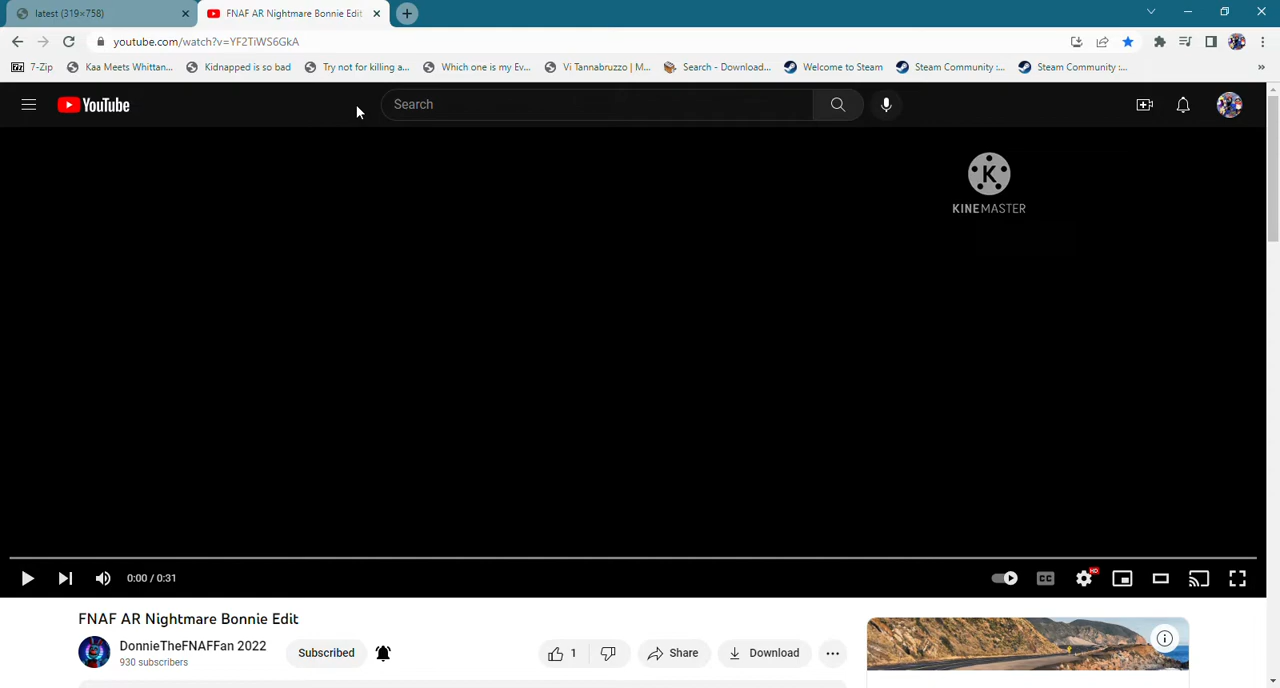 latest (319×758)
FNAF AR Nightmare Bonnie Edit
youtube.com/watch?v=YF2TiWS6GkA
7-Zip
Kaa Meets Whittan...
Kidnapped is so bad
Try not for killing a...
Which one is my Ev...
Vi Tannabruzzo | M...
Search - Download...
Welcome to Steam
Steam Community :...
Steam Community :...
»
YouTube
Search
K
KINEMASTER
0:00 / 0:31
CC
HD
FNAF AR Nightmare Bonnie Edit
DonnieTheFNAFFan 2022
930 subscribers
Subscribed
1
Share
Download